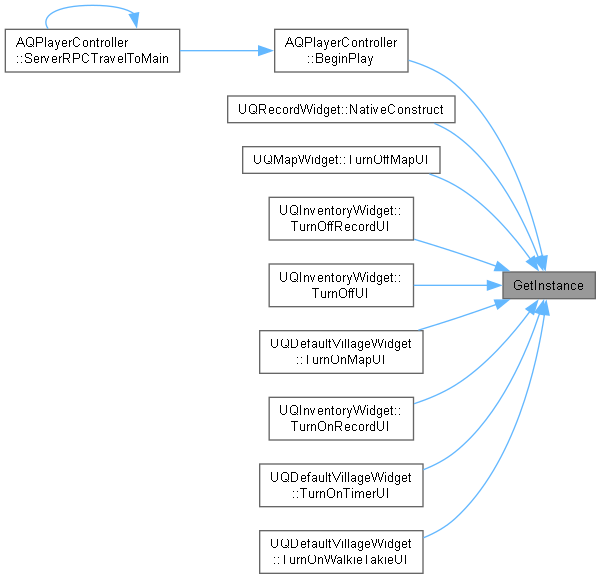 AQPlayerController
::ServerRPCTravelToMain
AQPlayerController
::BeginPlay
UQRecordWidget::NativeConstruct
UQMapWidget::TurnOffMapUI
UQInventoryWidget::
TurnOffRecordUI
UQInventoryWidget::
TurnOffUI
GetInstance
UQDefaultVillageWidget
::TurnOnMapUI
UQInventoryWidget::
TurnOnRecordUI
UQDefaultVillageWidget
::TurnOnTimerUI
UQDefaultVillageWidget
::TurnOnWalkieTalkieUI